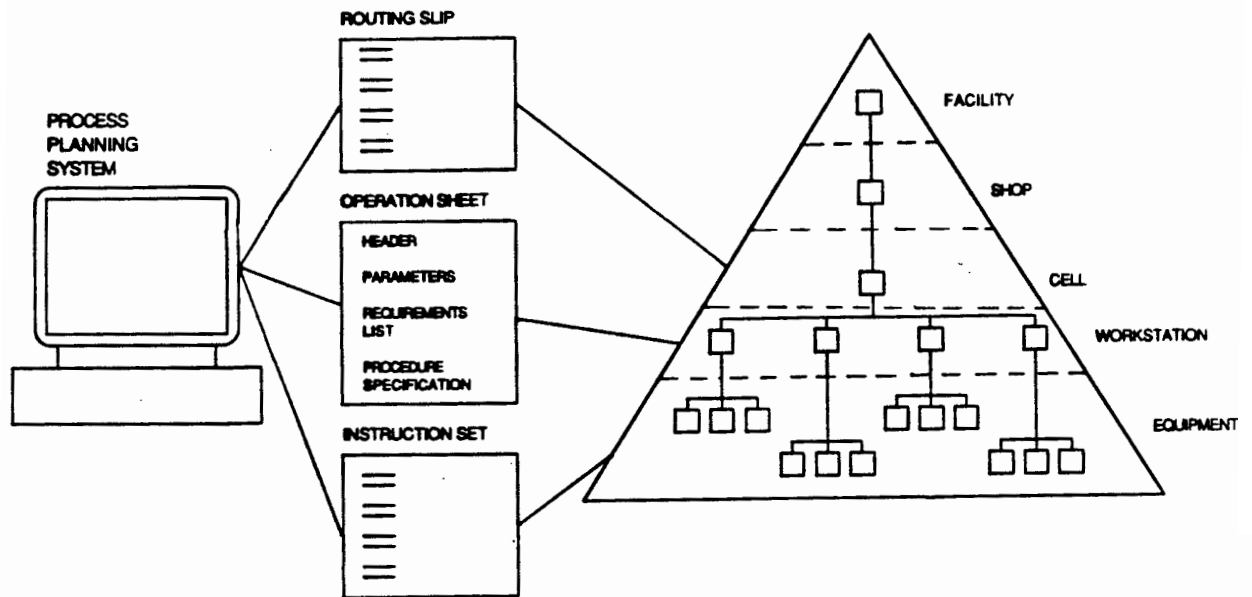 ROUTING SLIP
PROCESS
PLANNING
SYSTEM
OPERATION SHEET
HEADER
PARAMETERS
REQUIREMENTS
LIST
PROCEDURE
SPECIFICATION
INSTRUCTION SET
FACILITY
SHOP
CELL
WORKSTATION
EQUIPMENT